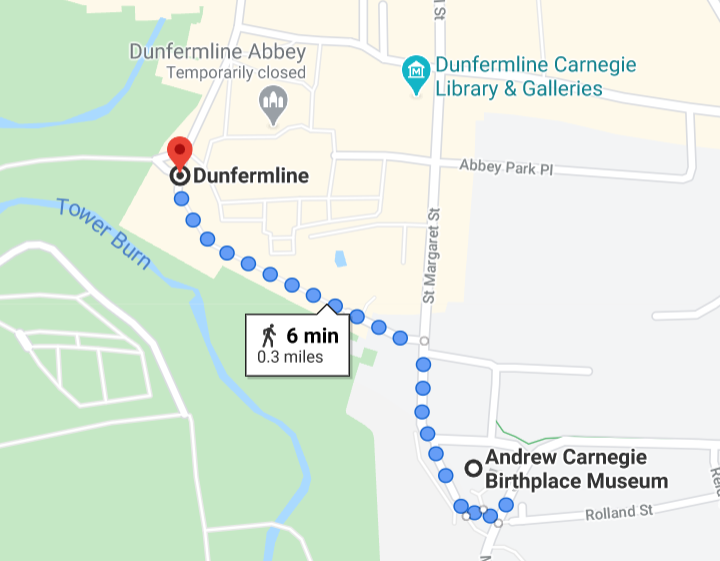 St
Dunfermline Abbey
Temporarily closed
Dunfermline Carnegie
Library & Galleries
Abbey Park Pl
Dunfermline
Tower Burn
St Margaret St
6 min
0.3 miles
Andrew Carnegie
Birthplace Museum
Rolland St